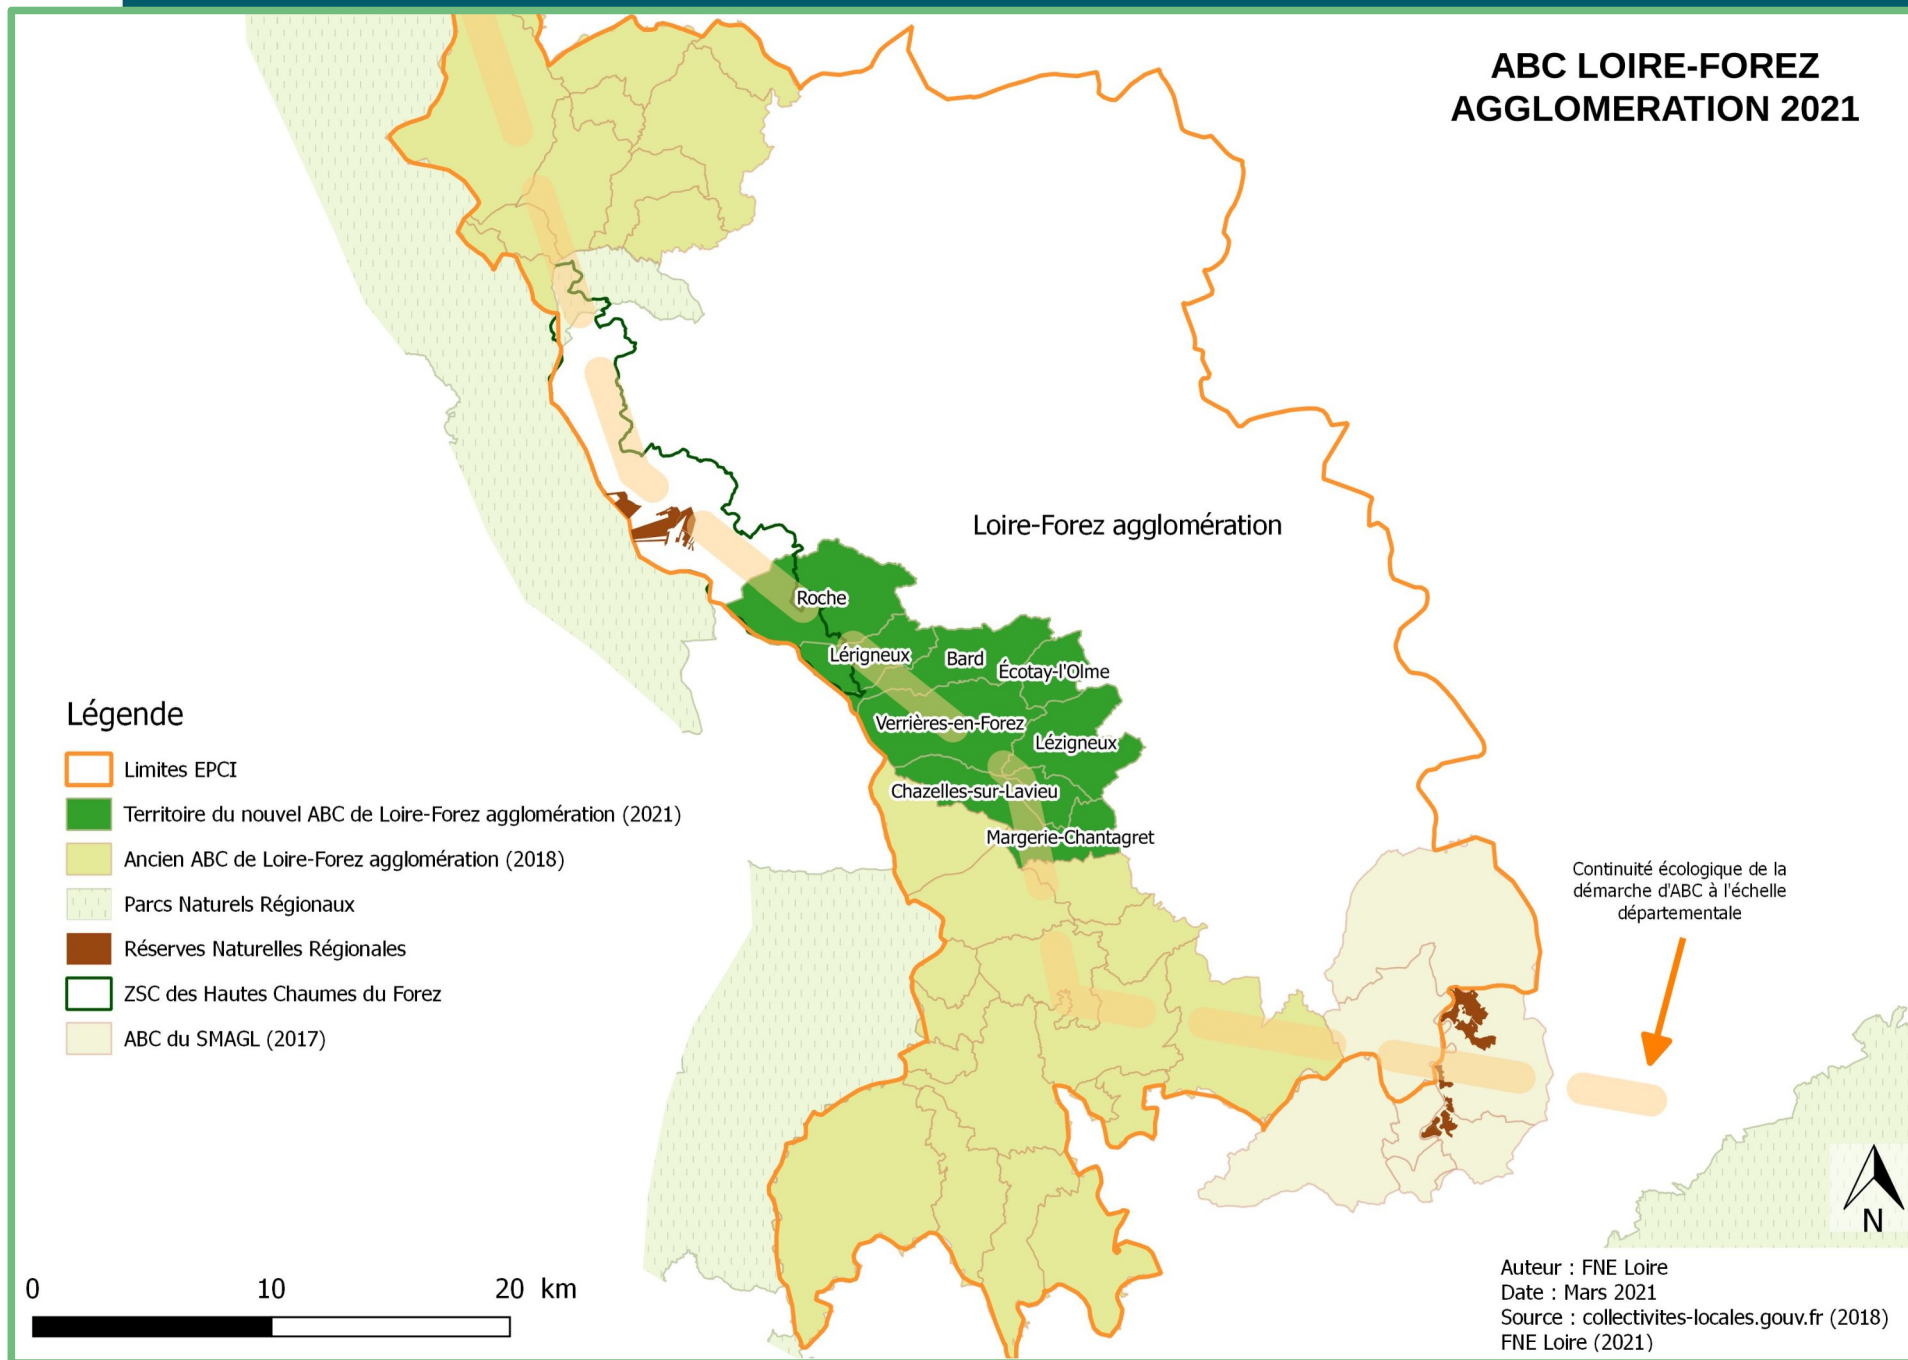 ABC LOIRE-FOREZ
AGGLOMERATION 2021
Loire-Forez agglomération
Roche
Lérigneux
Bard
Écotay-l'Olme
Verrières-en-Forez
Lézigneux
Chazelles-sur-Lavieu
Margerie-Chantagret
Légende
Limites EPCI
Territoire du nouvel ABC de Loire-Forez agglomération (2021)
Ancien ABC de Loire-Forez agglomération (2018)
Parcs Naturels Régionaux
Réserves Naturelles Régionales
ZSC des Hautes Chaumes du Forez
ABC du SMAGL (2017)
Continuité écologique de la
démarche d'ABC à l'échelle
départementale
N
0 10 20 km
Auteur : FNE Loire
Date : Mars 2021
Source : collectivites-locales.gouv.fr (2018)
FNE Loire (2021)